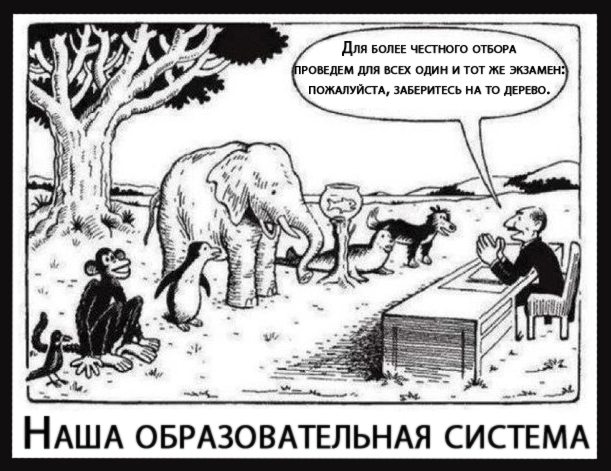 Для более честного отбора
проведем для всех один и тот же экзамен:
пожалуйста, заберитесь на то дерево.
Наша образовательная система